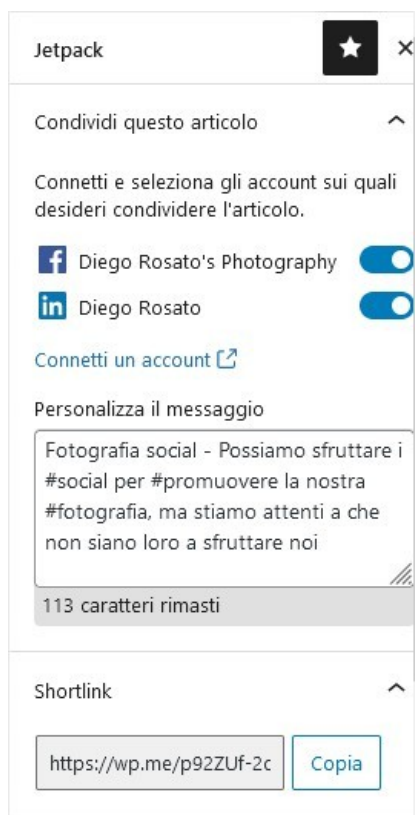 Jetpack
Condividi questo articolo
Connetti e seleziona gli account sui quali
desideri condividere l'articolo.
Diego Rosato's Photography
in Diego Rosato
Connetti un account
Personalizza il messaggio
Fotografia social - Possiamo sfruttare i
#social per #promuovere la nostra
#fotografia, ma stiamo attenti a che
non siano loro a sfruttare noi
113 caratteri rimasti
Shortlink
https://wp.me/p92ZUf-2c Copia